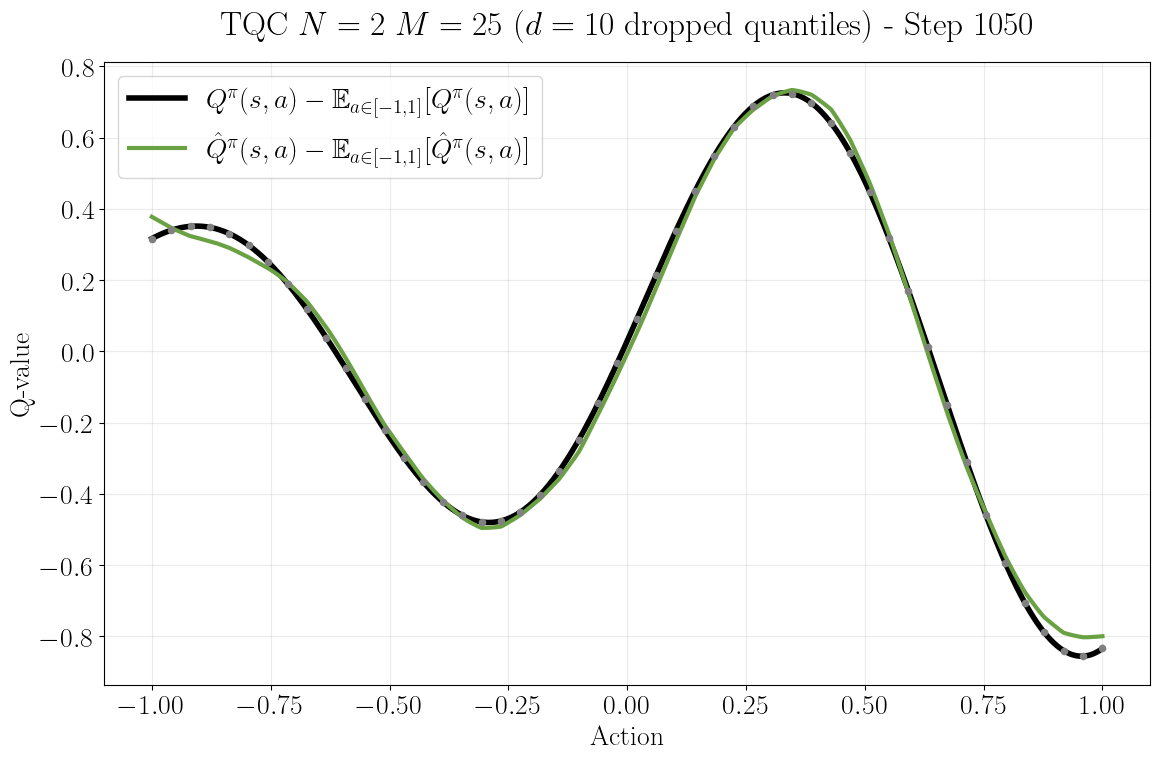 TQC N = 2 M = 25 (d = 10 dropped quantiles) - Step 1050
Q^π(s, a) − 𝔼_{a∈[−1,1]}[Q^π(s, a)]
Q̂^π(s, a) − 𝔼_{a∈[−1,1]}[Q̂^π(s, a)]
0.8
0.6
0.4
0.2
0.0
−0.2
−0.4
−0.6
−0.8
Q-value
−1.00 −0.75 −0.50 −0.25 0.00 0.25 0.50 0.75 1.00
Action